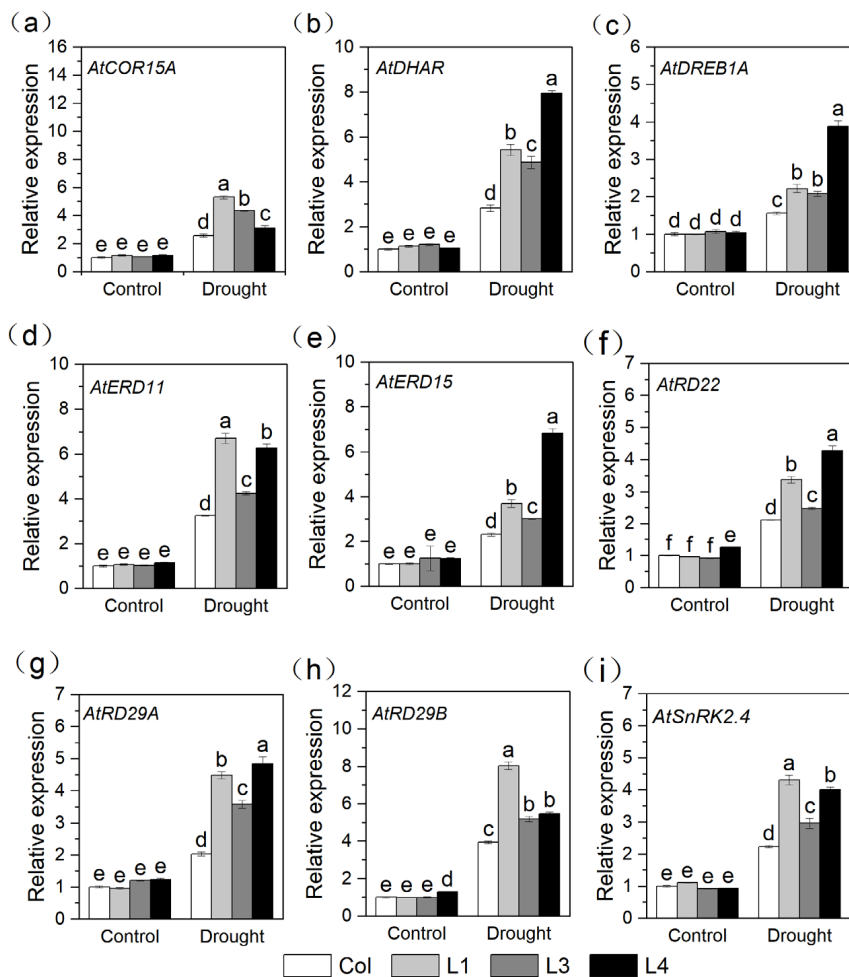 (a) (b) (c)
AtCOR15A AtDHAR AtDREB1A
Relative expression Relative expression Relative expression
16 14 12 10 8 6 4 2 0
10 8 6 4 2 0
6 5 4 3 2 1 0
e e e e d a b c
e e e e d b c a
d d d d c b b a
Control Drought Control Drought Control Drought
(d) (e) (f)
AtERD11 AtERD15 AtRD22
Relative expression Relative expression Relative expression
10 8 6 4 2 0
10 8 6 4 2 0
7 6 5 4 3 2 1 0
e e e e d a c b
e e e e d b c a
f f f e d b c a
Control Drought Control Drought Control Drought
(g) (h) (i)
AtRD29A AtRD29B AtSnRK2.4
Relative expression Relative expression Relative expression
7 6 5 4 3 2 1 0
12 10 8 6 4 2 0
7 6 5 4 3 2 1 0
e e e e d b c a
e e e d c a b b
e e e e d a c b
Control Drought Control Drought Control Drought
Col L1 L3 L4